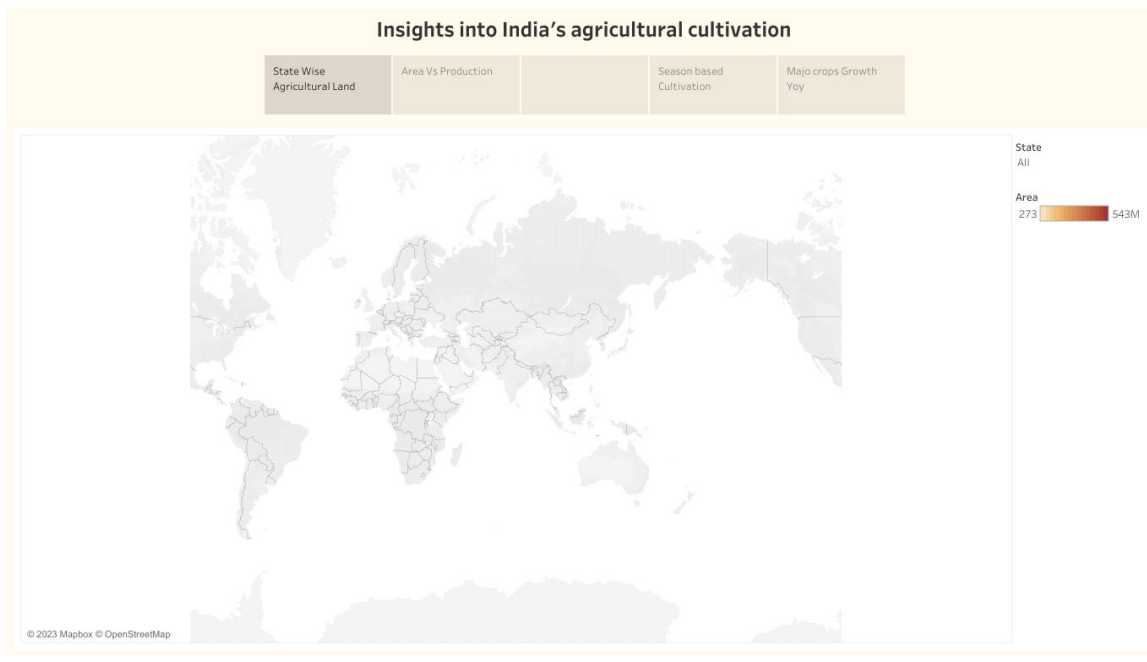 Insights into India's agricultural cultivation
State Wise
Agricultural Land
Area Vs Production
Season based
Cultivation
Majo crops Growth
Yoy
State
All
Area
273
543M
© 2023 Mapbox © OpenStreetMap